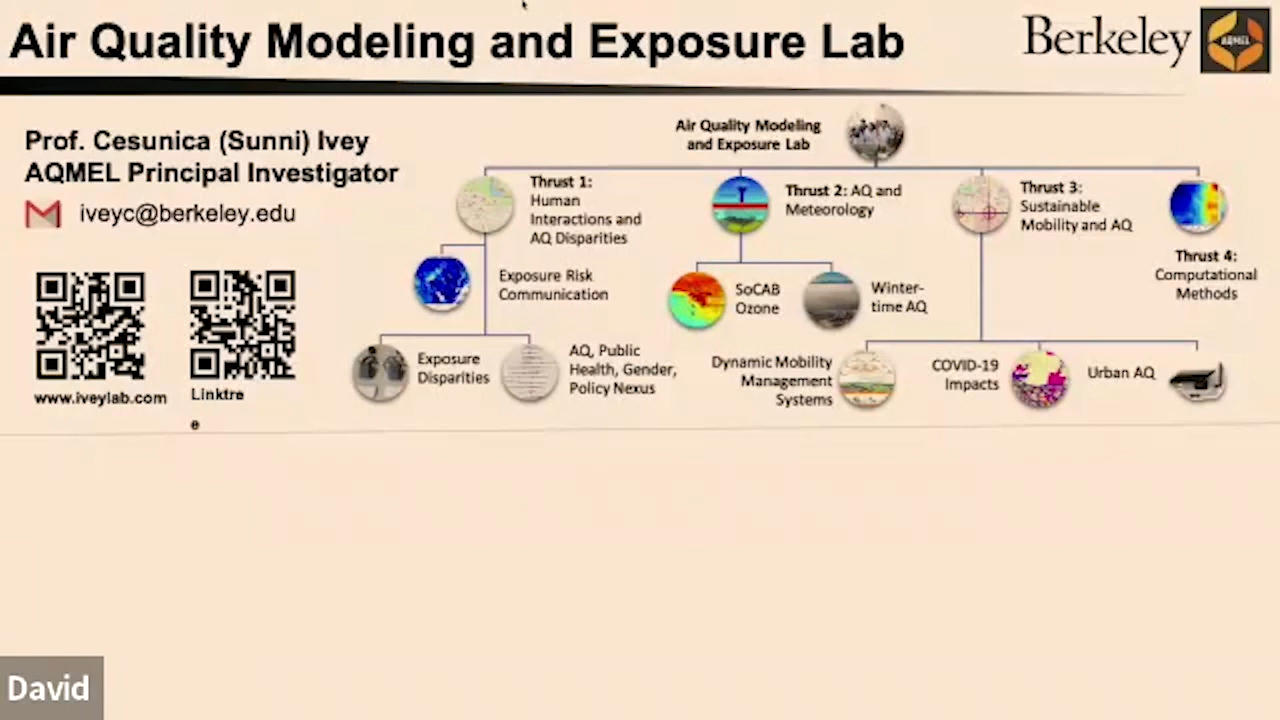 Air Quality Modeling and Exposure Lab
Berkeley
AQMEL
Prof. Cesunica (Sunni) Ivey
AQMEL Principal Investigator
iveyc@berkeley.edu
www.iveylab.com
Linktre
e
Air Quality Modeling
and Exposure Lab
Thrust 1:
Human
Interactions and
AQ Disparities
Exposure Risk
Communication
Exposure
Disparities
AQ, Public
Health, Gender,
Policy Nexus
Thrust 2: AQ and
Meteorology
SoCAB
Ozone
Winter-
time AQ
Thrust 3:
Sustainable
Mobility and AQ
Dynamic Mobility
Management
Systems
COVID-19
Impacts
Urban AQ
Thrust 4:
Computational
Methods
David